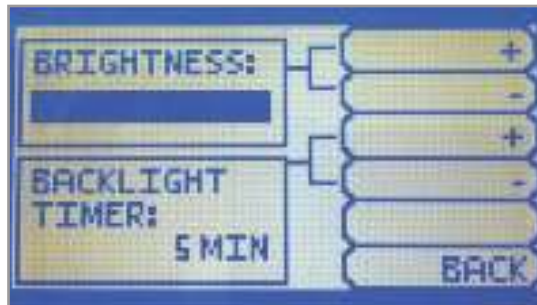 BRIGHTNESS:
+
-
+
BACKLIGHT
-
TIMER:
5 MIN
BACK